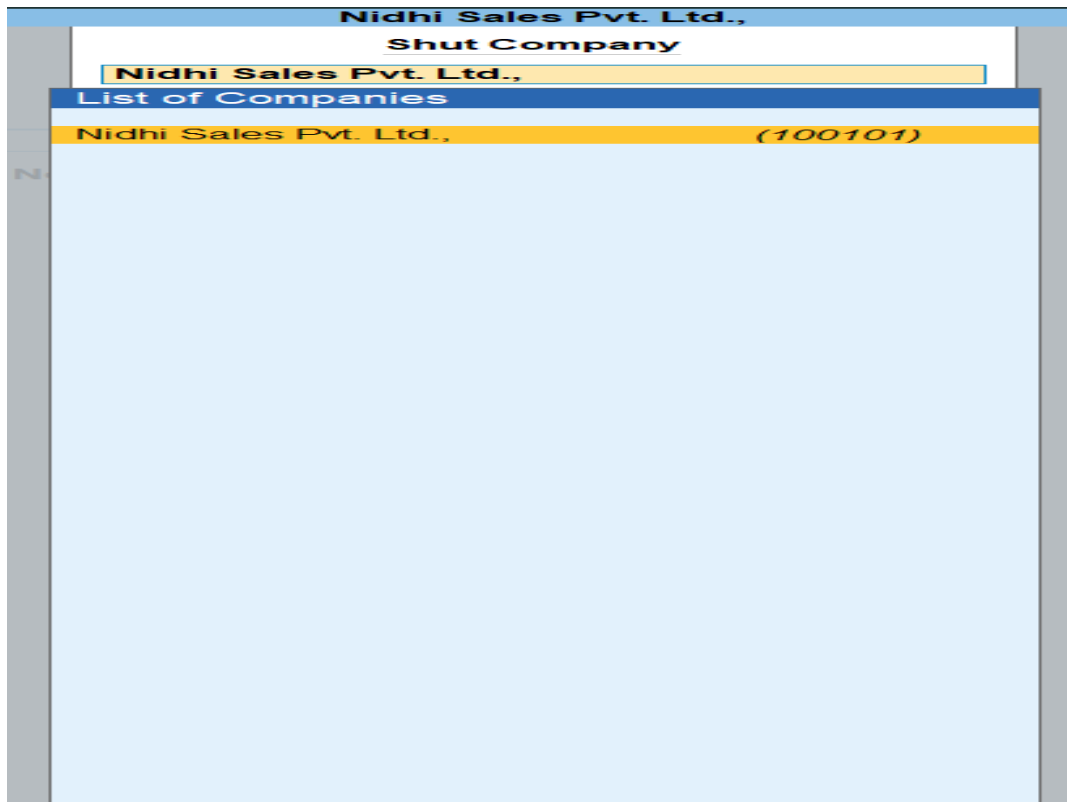 Nidhi Sales Pvt. Ltd.,
Shut Company
Nidhi Sales Pvt. Ltd.,
List of Companies
Nidhi Sales Pvt. Ltd., (100101)